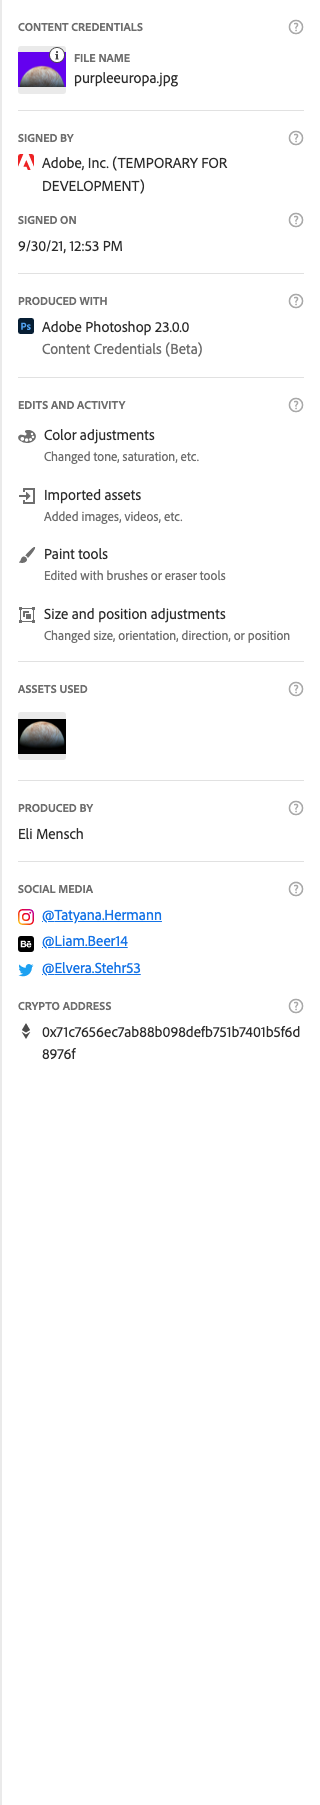 CONTENT CREDENTIALS
FILE NAME
purpleeuropa.jpg
SIGNED BY
Adobe, Inc. (TEMPORARY FOR
DEVELOPMENT)
SIGNED ON
9/30/21, 12:53 PM
PRODUCED WITH
Ps Adobe Photoshop 23.0.0
Content Credentials (Beta)
EDITS AND ACTIVITY
Color adjustments
Changed tone, saturation, etc.
Imported assets
Added images, videos, etc.
Paint tools
Edited with brushes or eraser tools
Size and position adjustments
Changed size, orientation, direction, or position
ASSETS USED
PRODUCED BY
Eli Mensch
SOCIAL MEDIA
@Tatyana.Hermann
Bē @Liam.Beer14
@Elvera.Stehr53
CRYPTO ADDRESS
0x71c7656ec7ab88b098defb751b7401b5f6d
8976f